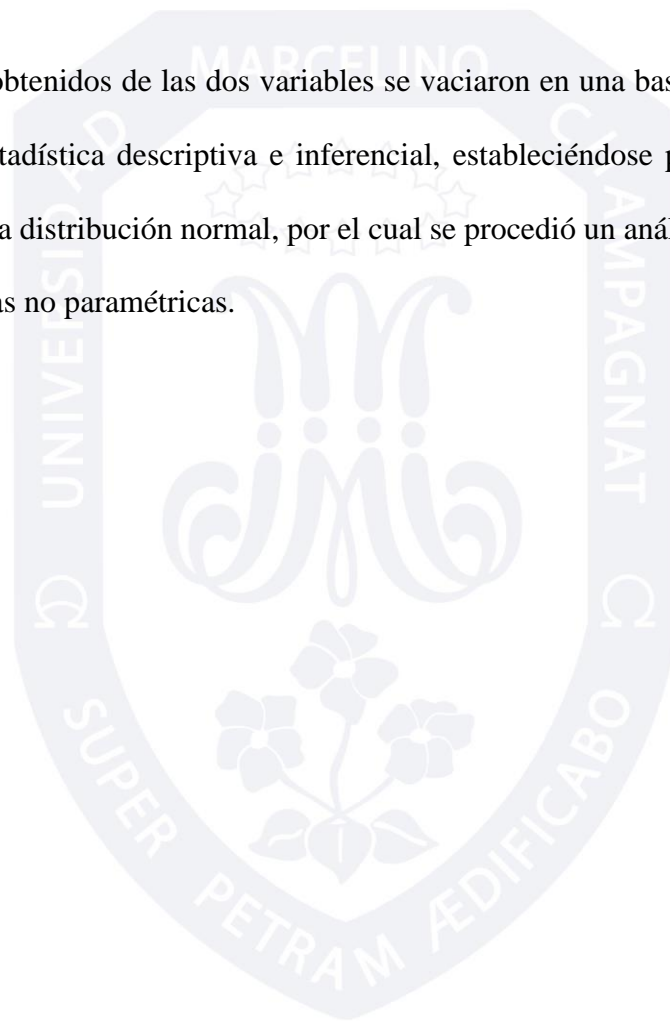 MARCELINO
obtenidos de las dos variables se vaciaron en una bas
tadística descriptiva e inferencial, estableciéndose p
a distribución normal, por el cual se procedió un anál
as no paramétricas.
UNIVERSIDAD
CHAMPAGNAT
SUPER PETRAM ÆDIFICABO